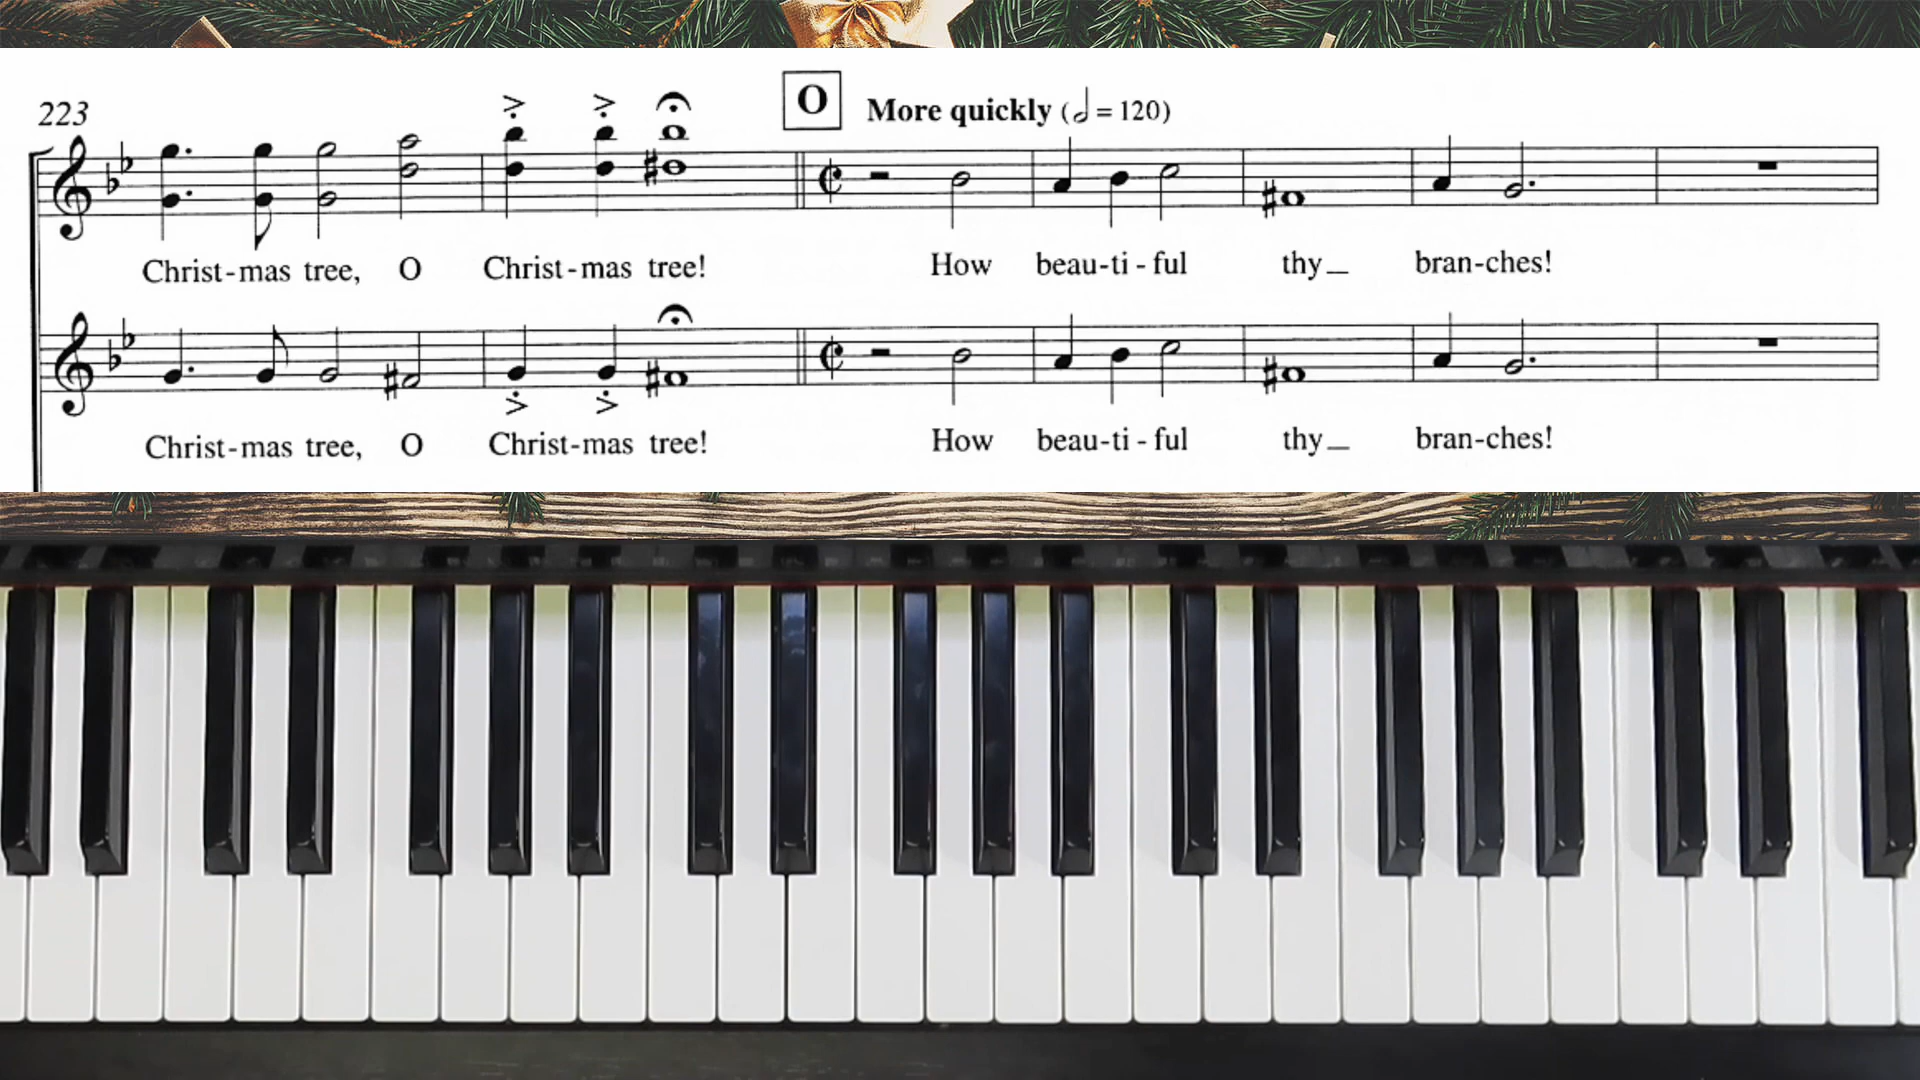 223
O More quickly (𝅗𝅥 = 120)
Christ-mas tree, O Christ-mas tree! How beau-ti-ful thy_ bran-ches!
Christ-mas tree, O Christ-mas tree! How beau-ti-ful thy_ bran-ches!